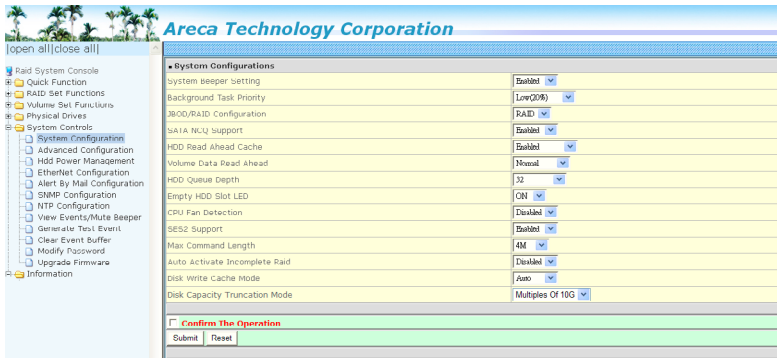 Areca Technology Corporation
|open all|close all|
Raid System Console
Quick Function
RAID Set Functions
Volume Set Functions
Physical Drives
System Controls
System Configuration
Advanced Configuration
Hdd Power Management
EtherNet Configuration
Alert By Mail Configuration
SNMP Configuration
NTP Configuration
View Events/Mute Beeper
Generate Test Event
Clear Event Buffer
Modify Password
Upgrade Firmware
Information
System Configurations
System Beeper Setting Enabled
Background Task Priority Low(20%)
JBOD/RAID Configuration RAID
SATA NCQ Support Enabled
HDD Read Ahead Cache Enabled
Volume Data Read Ahead Normal
HDD Queue Depth 32
Empty HDD Slot LED ON
CPU Fan Detection Disabled
SES2 Support Enabled
Max Command Length 4M
Auto Activate Incomplete Raid Disabled
Disk Write Cache Mode Auto
Disk Capacity Truncation Mode Multiples Of 10G
Confirm The Operation
Submit Reset